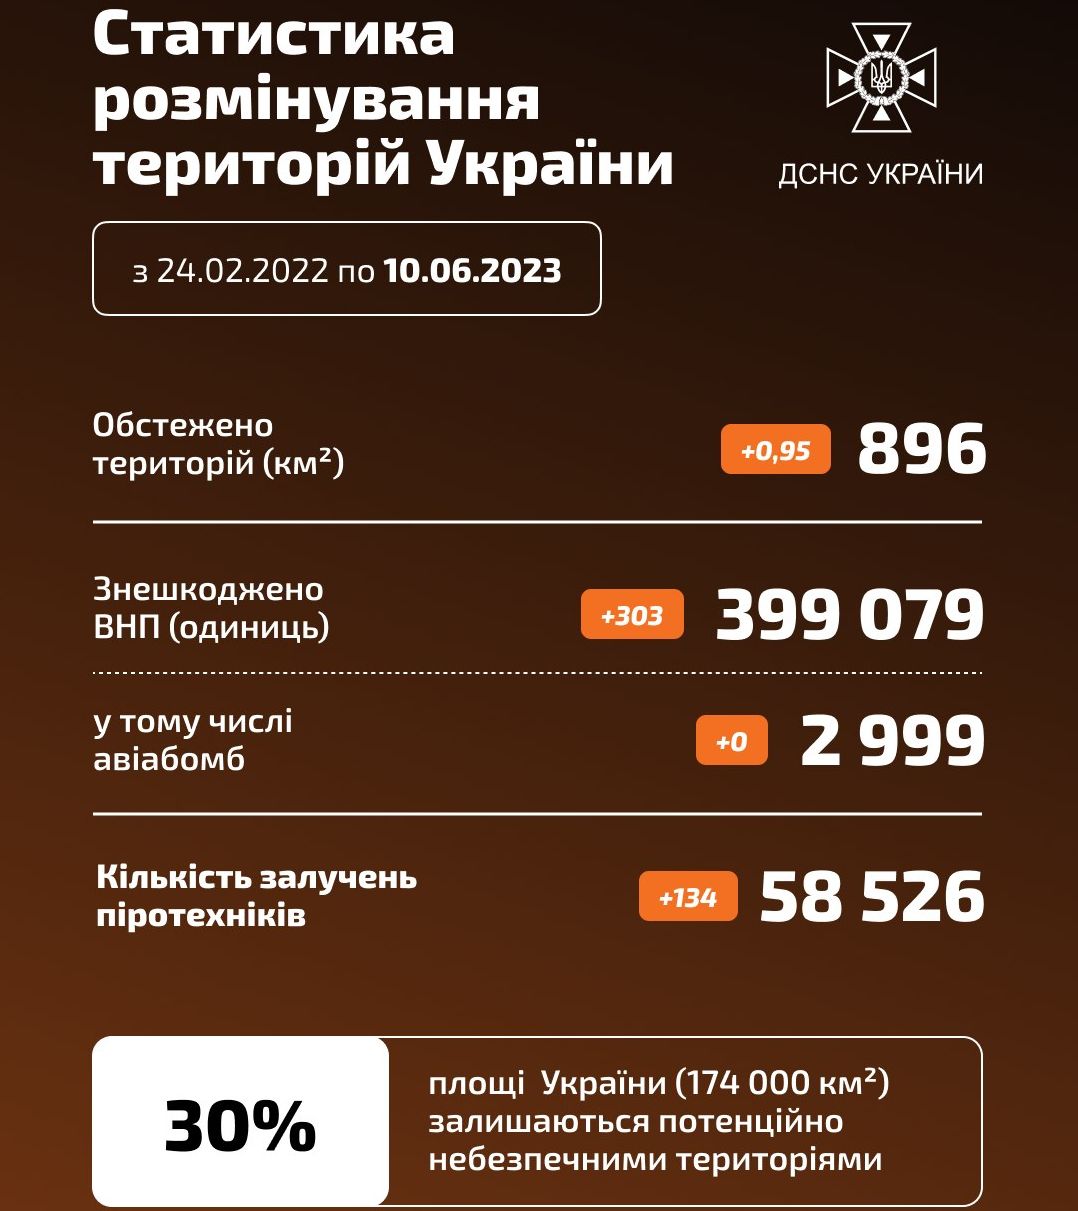 Статистика
розмінування
територій України
ДСНС УКРАЇНИ
з 24.02.2022 по 10.06.2023
Обстежено
територій (км²)
+0,95 896
Знешкоджено
ВНП (одиниць)
+303 399 079
у тому числі
авіабомб
+0 2 999
Кількість залучень
піротехніків
+134 58 526
30%
площі України (174 000 км²)
залишаються потенційно
небезпечними територіями